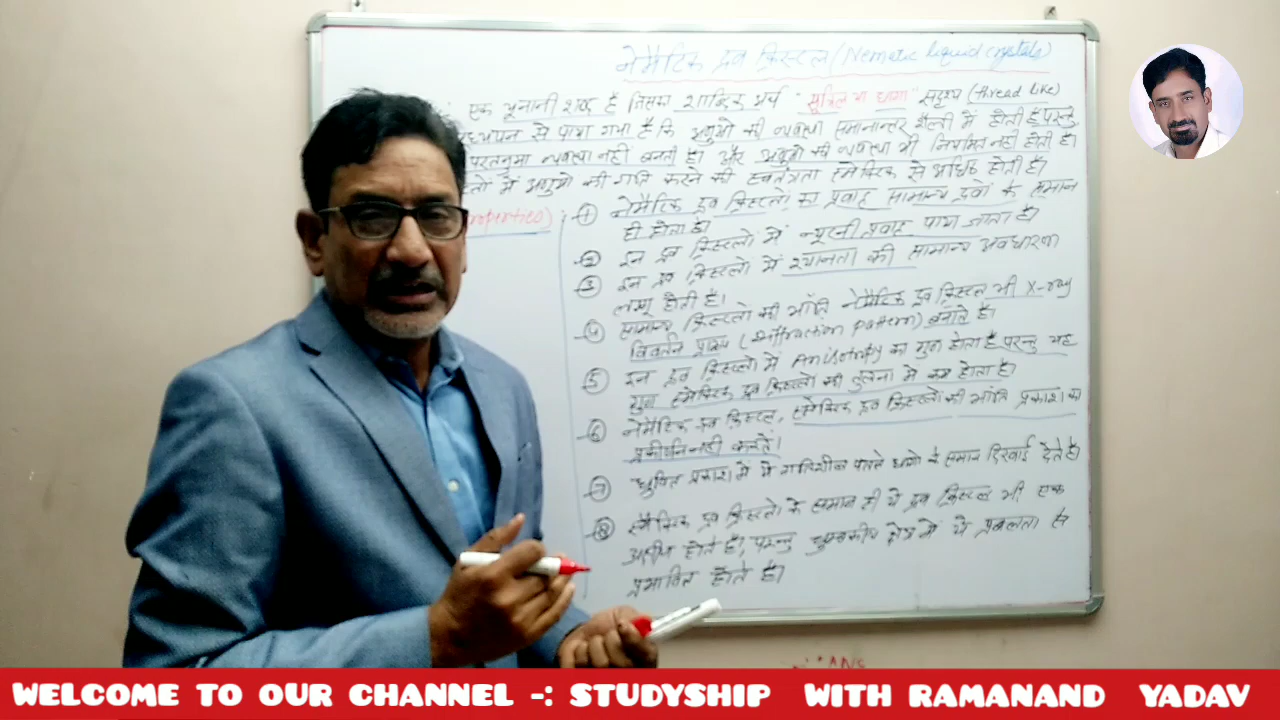 नेमैटिक द्रव क्रिस्टल (Nematic liquid crystals)
एक यूनानी शब्द है जिसका शाब्दिक अर्थ "सूत्रित या धागा" सदृश्य (thread like)
से पाया गया है कि अणुओं की व्यवस्था समानान्तर शैली में होती है परन्तु
परतनुमा व्यवस्था नहीं बनती है। और अणुओं की व्यवस्था भी नियमित नहीं होती है।
में अणुओं की गति करने की स्वतंत्रता स्मेक्टिक से अधिक होती है।
roperties)
① नेमैटिक द्रव क्रिस्टलों का प्रवाह सामान्य द्रवों के समान
ही होता है।
② इन द्रव क्रिस्टलों में न्यूटनी प्रवाह पाया जाता है।
③ इन द्रव क्रिस्टलों में श्यानता की सामान्य अवधारणा
लागू होती है।
④ सामान्य क्रिस्टलों की भाँति नेमैटिक द्रव क्रिस्टल भी X-ray
विवर्तन प्रारूप (diffraction pattern) बनाते है।
⑤ इन द्रव क्रिस्टलों में Anisotropy का गुण होता है परन्तु यह
गुण स्मेक्टिक द्रव क्रिस्टलों की तुलना में कम होता है।
⑥ नेमैटिक द्रव क्रिस्टल, स्मेक्टिक द्रव क्रिस्टलों की भाँति प्रकाश का
प्रकीर्णन नहीं करते।
⑦ ध्रुवित प्रकाश में ये गतिशील पतले धागो के समान दिखाई देते है।
⑧ स्मैक्टिक द्रव क्रिस्टलो के समान ही ये द्रव क्रिस्टल भी एक
अक्षीय होते है, परन्तु चुम्बकीय क्षेत्र में ये प्रबलता से
प्रभावित होते है।
WELCOME TO OUR CHANNEL -: STUDYSHIP WITH RAMANAND YADAV